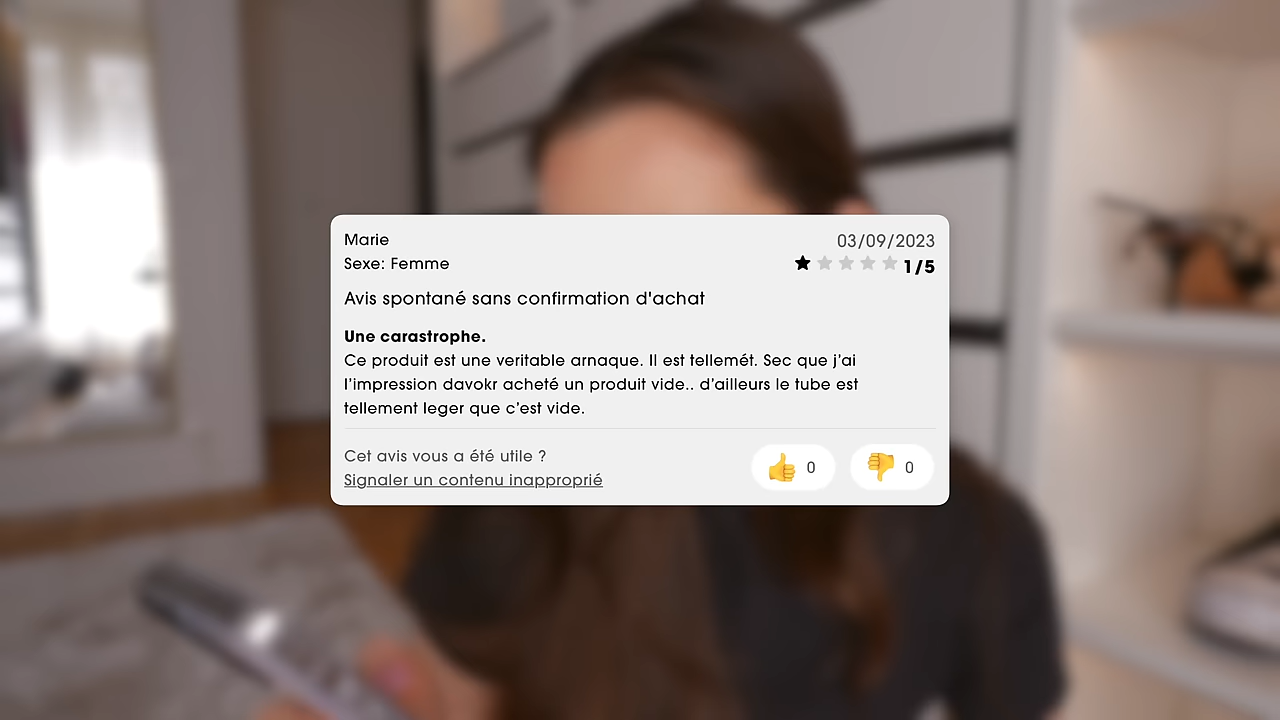 Marie
03/09/2023
Sexe: Femme
1/5
Avis spontané sans confirmation d'achat
Une carastrophe.
Ce produit est une veritable arnaque. Il est tellemét. Sec que j'ai
l'impression davokr acheté un produit vide.. d'ailleurs le tube est
tellement leger que c'est vide.
Cet avis vous a été utile ?
0
0
Signaler un contenu inapproprié